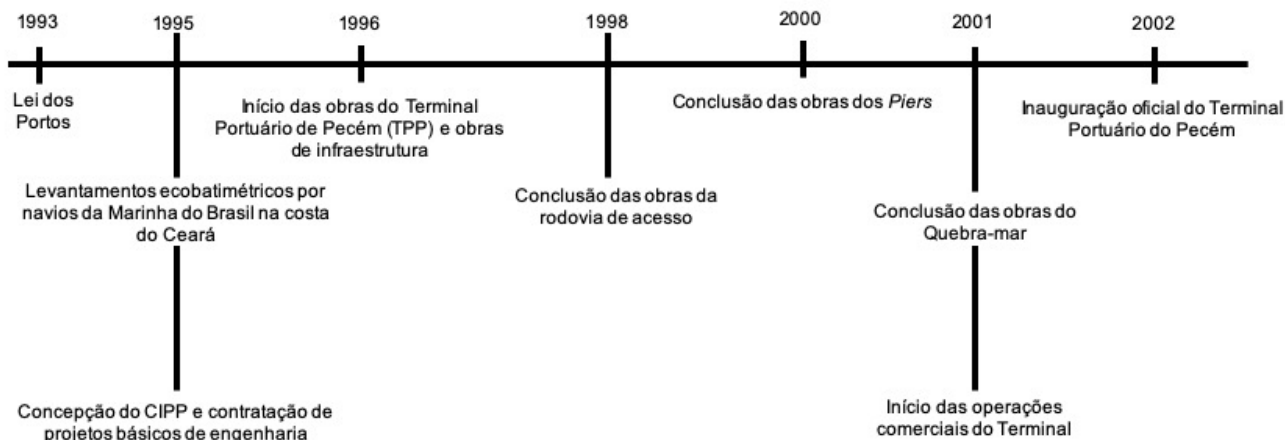 1993
1995
1996
1998
2000
2001
2002
Lei dos
Portos
Início das obras do Terminal
Portuário de Pecém (TPP) e obras
de infraestrutura
Conclusão das obras dos Piers
Inauguração oficial do Terminal
Portuário do Pecém
Levantamentos ecobatimétricos por
navios da Marinha do Brasil na costa
do Ceará
Conclusão das obras da
rodovia de acesso
Conclusão das obras do
Quebra-mar
Concepção do CIPP e contratação de
projetos básicos de engenharia
Início das operações
comerciais do Terminal